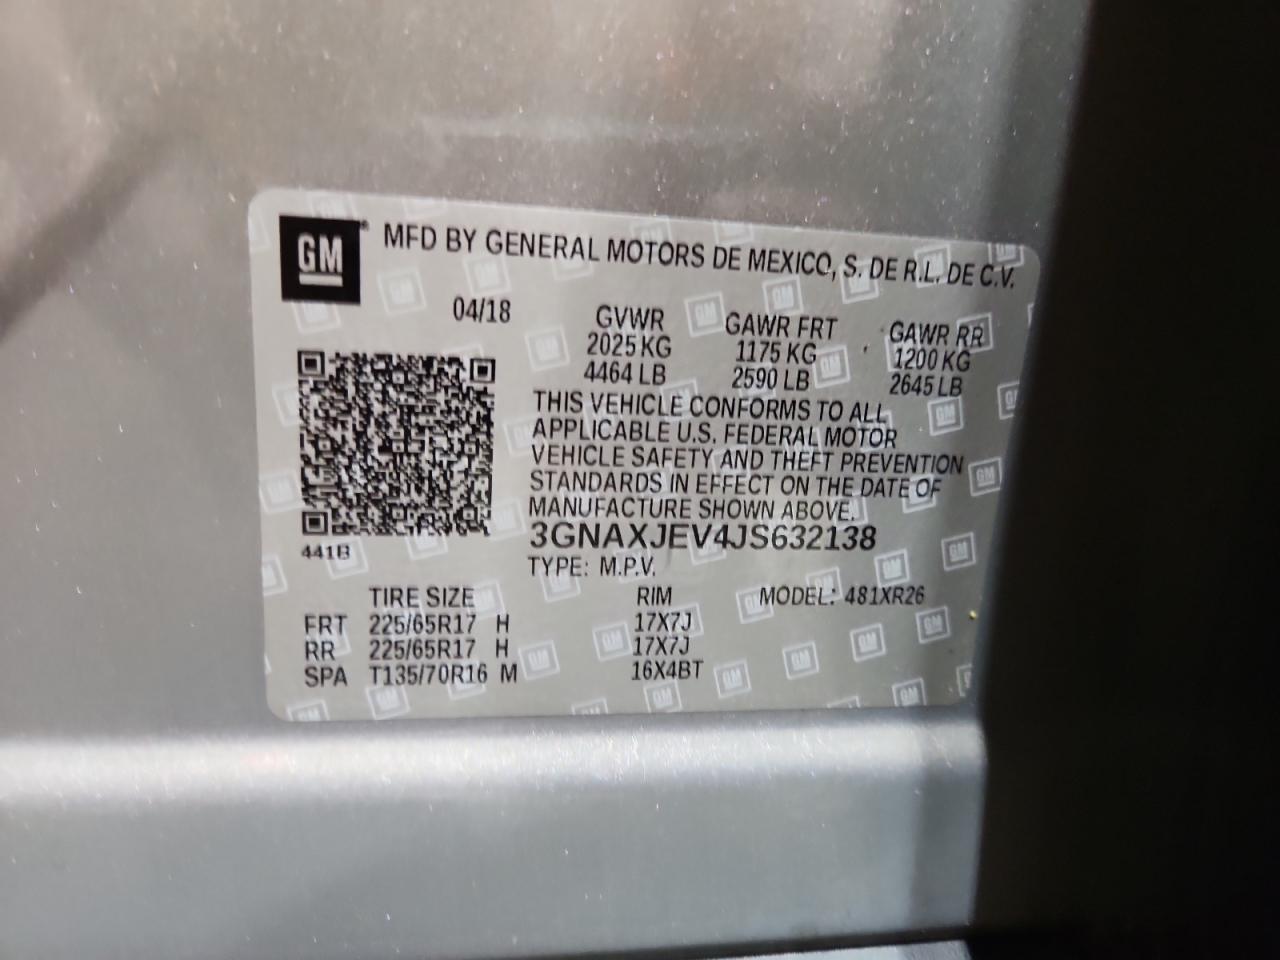 GM® MFD BY GENERAL MOTORS DE MEXICO, S. DE R.L. DE C.V.
04/18 GVWR GAWR FRT GAWR RR
2025 KG 1175 KG 1200 KG
4464 LB 2590 LB 2645 LB
THIS VEHICLE CONFORMS TO ALL
APPLICABLE U.S. FEDERAL MOTOR
VEHICLE SAFETY AND THEFT PREVENTION
STANDARDS IN EFFECT ON THE DATE OF
MANUFACTURE SHOWN ABOVE.
3GNAXJEV4JS632138
441B
TYPE: M.P.V.
TIRE SIZE RIM MODEL: 481XR26
FRT 225/65R17 H 17X7J
RR 225/65R17 H 17X7J
SPA T135/70R16 M 16X4BT